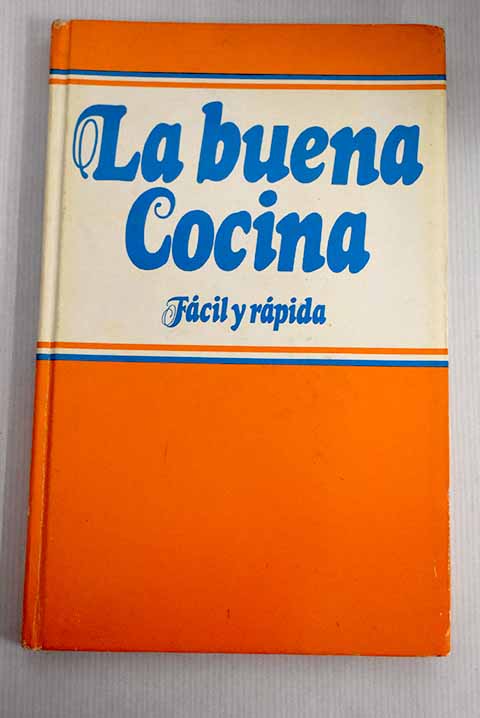 La buena
Cocina
Fácil y rápida